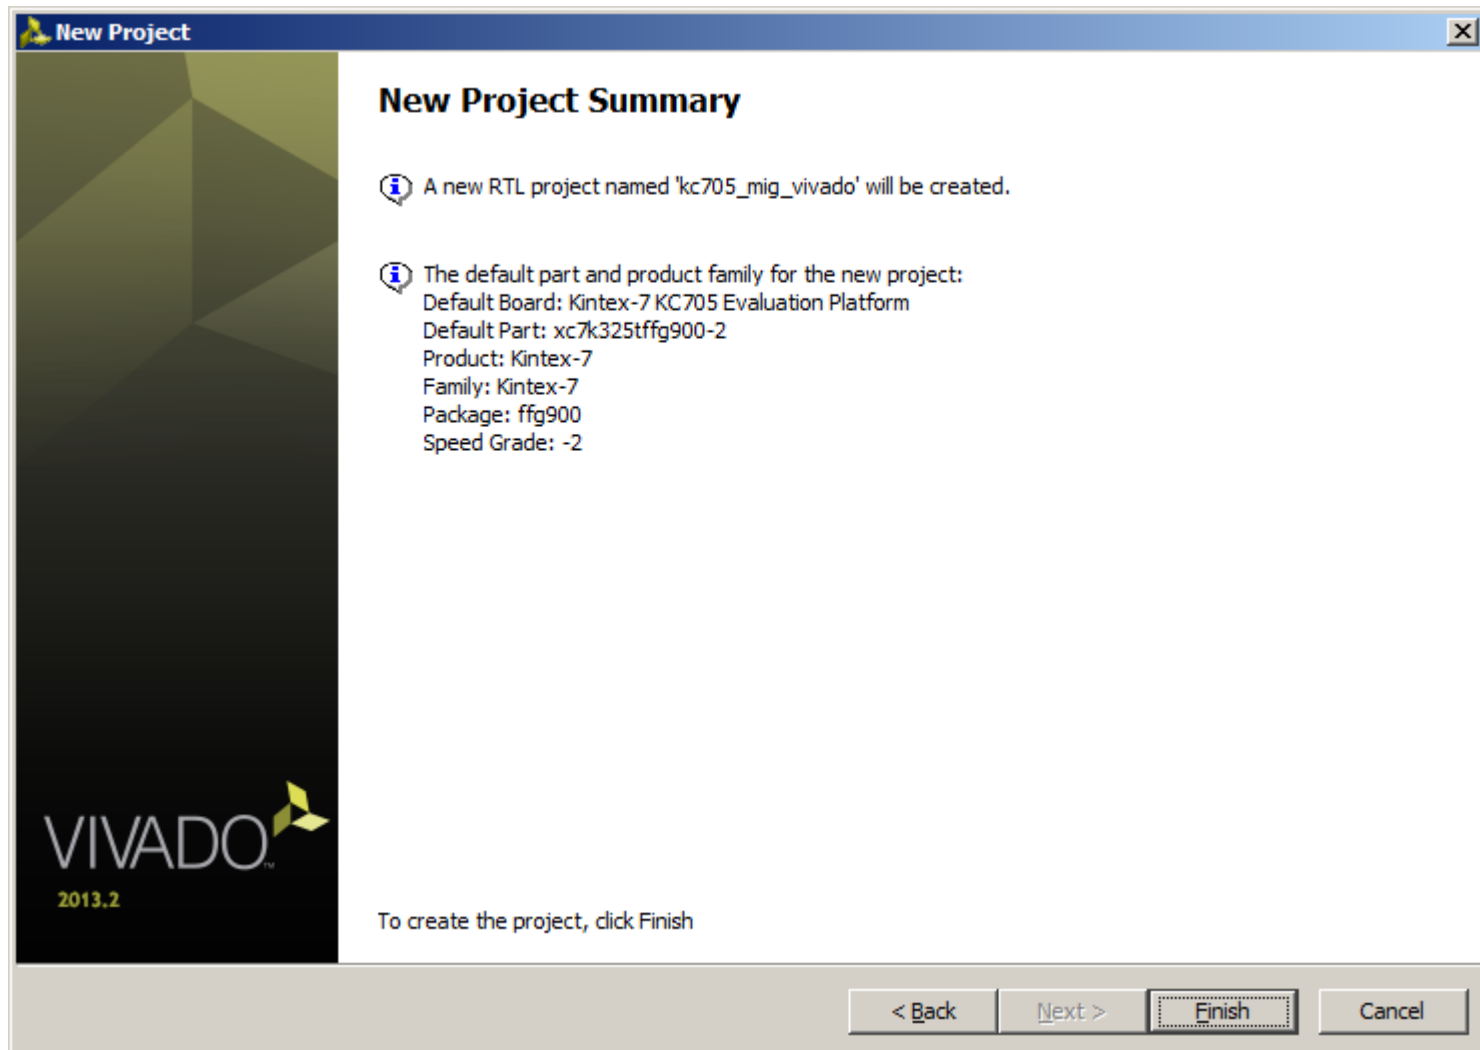 New Project
New Project Summary
A new RTL project named 'kc705_mig_vivado' will be created.
The default part and product family for the new project:
Default Board: Kintex-7 KC705 Evaluation Platform
Default Part: xc7k325tffg900-2
Product: Kintex-7
Family: Kintex-7
Package: ffg900
Speed Grade: -2
VIVADO™
2013.2
To create the project, click Finish
< Back
Next >
Finish
Cancel